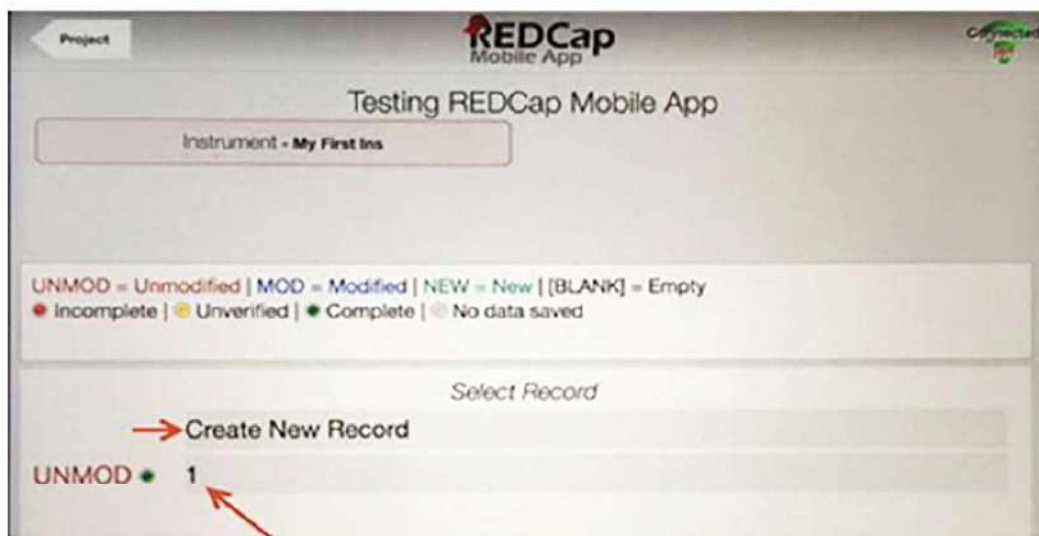 Project
REDCap
Mobile App
Connected
Testing REDCap Mobile App
Instrument - My First Ins
UNMOD = Unmodified | MOD = Modified | NEW = New | [BLANK] = Empty
Incomplete | Unverified | Complete | No data saved
Select Record
Create New Record
UNMOD 1